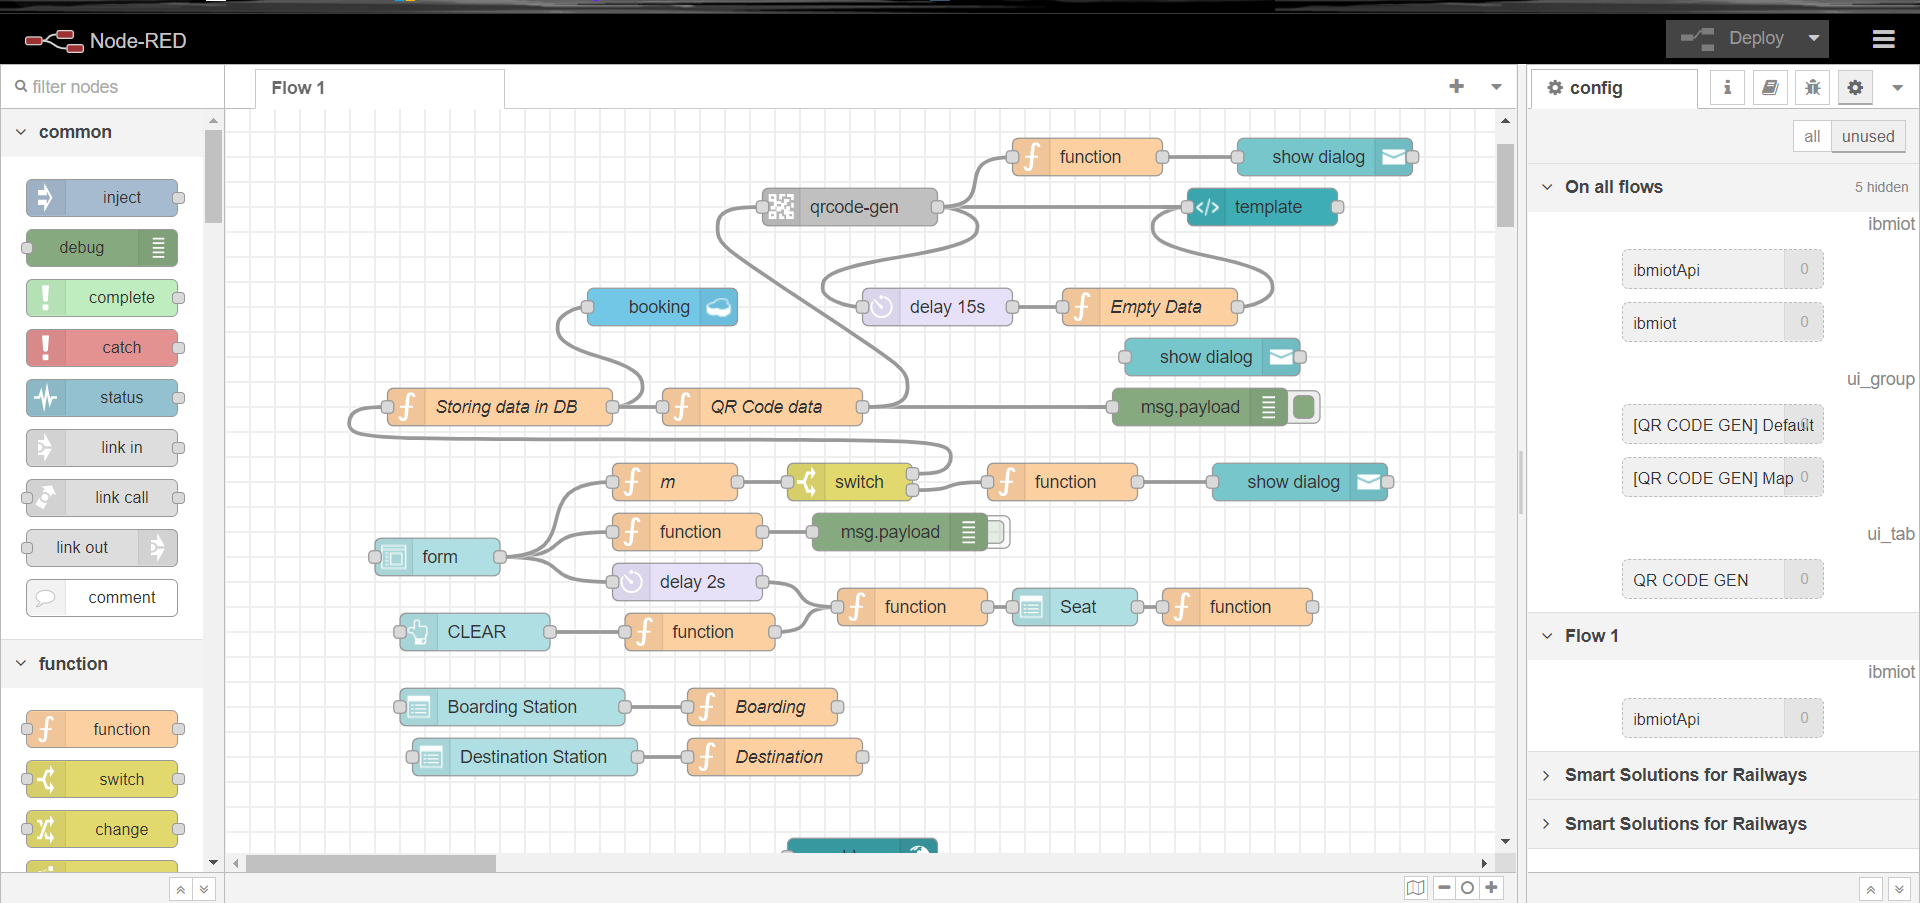 Node-RED
Deploy
filter nodes
Flow 1
config
all
unused
common
inject
debug
complete
catch
status
link in
link call
link out
comment
function
function
switch
change
function
show dialog
qrcode-gen
template
booking
delay 15s
Empty Data
show dialog
Storing data in DB
QR Code data
msg.payload
m
switch
function
show dialog
function
msg.payload
form
delay 2s
function
Seat
function
CLEAR
function
Boarding Station
Boarding
Destination Station
Destination
On all flows
5 hidden
ibmiot
ibmiotApi
0
ibmiot
0
ui_group
[QR CODE GEN] Default
0
[QR CODE GEN] Map
0
ui_tab
QR CODE GEN
0
Flow 1
ibmiot
ibmiotApi
0
Smart Solutions for Railways
Smart Solutions for Railways